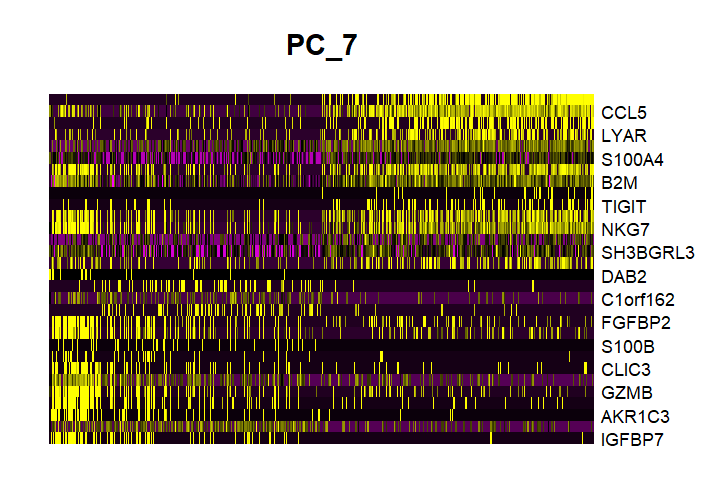 PC_7
CCL5
LYAR
S100A4
B2M
TIGIT
NKG7
SH3BGRL3
DAB2
C1orf162
FGFBP2
S100B
CLIC3
GZMB
AKR1C3
IGFBP7